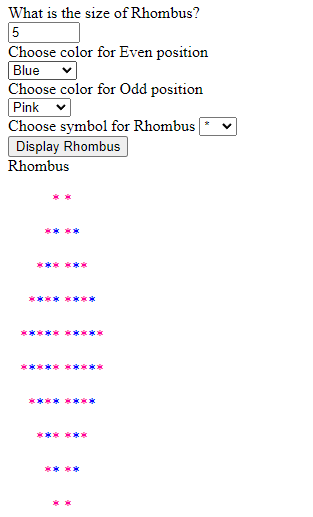 What is the size of Rhombus?
5
Choose color for Even position
Blue
Choose color for Odd position
Pink
Choose symbol for Rhombus *
Display Rhombus
Rhombus
* *
** **
*** ***
**** ****
***** *****
***** *****
**** ****
*** ***
** **
* *